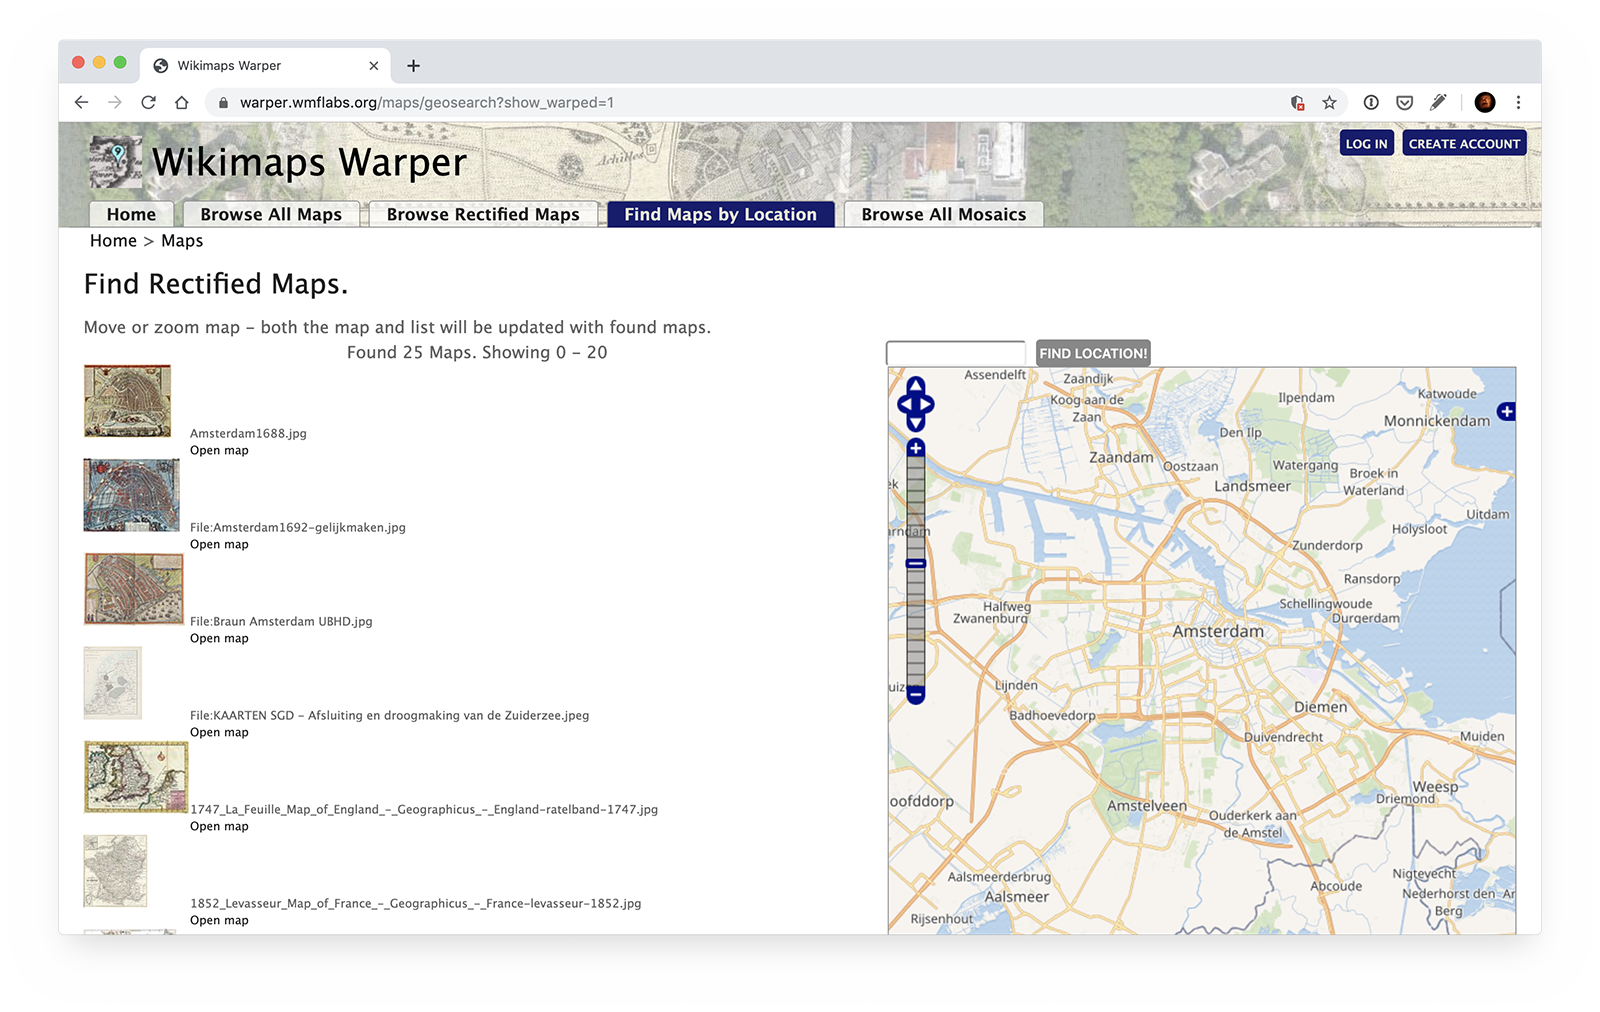 Wikimaps Warper
warper.wmflabs.org/maps/geosearch?show_warped=1
Achilles
Wikimaps Warper
LOG IN
CREATE ACCOUNT
Home
Browse All Maps
Browse Rectified Maps
Find Maps by Location
Browse All Mosaics
Home > Maps
Find Rectified Maps.
Move or zoom map – both the map and list will be updated with found maps.
Found 25 Maps. Showing 0 – 20
Amsterdam1688.jpg
Open map
File:Amsterdam1692-gelijkmaken.jpg
Open map
File:Braun Amsterdam UBHD.jpg
Open map
File:KAARTEN SGD – Afsluiting en droogmaking van de Zuiderzee.jpeg
Open map
1747_La_Feuille_Map_of_England_-_Geographicus_-_England-ratelband-1747.jpg
Open map
1852_Levasseur_Map_of_France_-_Geographicus_-_France-levasseur-1852.jpg
Open map
FIND LOCATION!
Assendelft
Zaandijk
Koog aan de
Zaan
Ilpendam
Katwoude
Monnickendam
Den Ilp
Zaandam
Oostzaan
Watergang
Landsmeer
Broek in
Waterland
Uitdam
Holysloot
Zunderdorp
Ransdorp
Schellingwoude
Durgerdam
Halfweg
Zwanenburg
Amsterdam
Lijnden
Badhoevedorp
Diemen
Duivendrecht
Muiden
Weesp
Driemond
oofddorp
Amstelveen
Ouderkerk aan
de Amstel
Aalsmeerderbrug
Aalsmeer
Abcoude
Nigtevecht
Nederhorst den
Berg
Rijsenhout